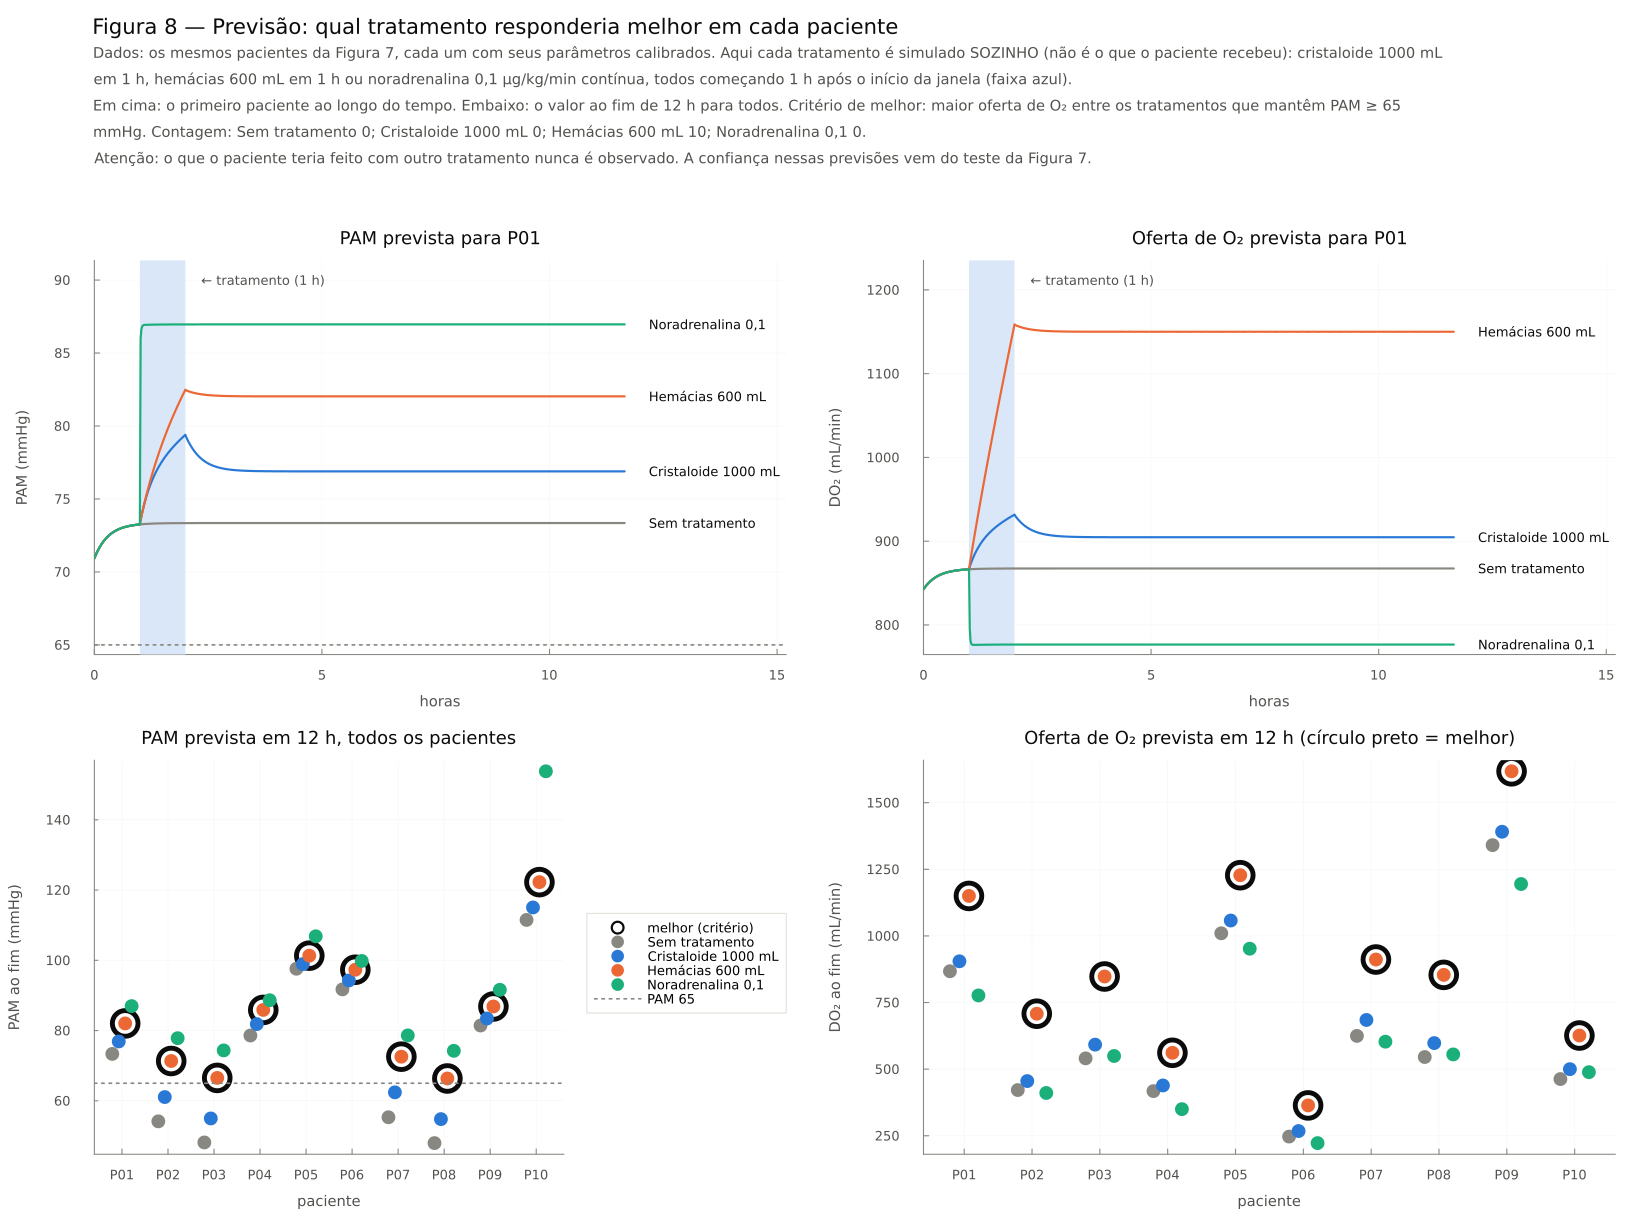 Figura 8 — Previsão: qual tratamento responderia melhor em cada paciente
Dados: os mesmos pacientes da Figura 7, cada um com seus parâmetros calibrados. Aqui cada tratamento é simulado SOZINHO (não é o que o paciente recebeu): cristaloide 1000 mL
em 1 h, hemácias 600 mL em 1 h ou noradrenalina 0,1 µg/kg/min contínua, todos começando 1 h após o início da janela (faixa azul).
Em cima: o primeiro paciente ao longo do tempo. Embaixo: o valor ao fim de 12 h para todos. Critério de melhor: maior oferta de O₂ entre os tratamentos que mantêm PAM ≥ 65
mmHg. Contagem: Sem tratamento 0; Cristaloide 1000 mL 0; Hemácias 600 mL 10; Noradrenalina 0,1 0.
Atenção: o que o paciente teria feito com outro tratamento nunca é observado. A confiança nessas previsões vem do teste da Figura 7.
PAM prevista para P01
90
85
80
75
70
65
PAM (mmHg)
← tratamento (1 h)
Noradrenalina 0,1
Hemácias 600 mL
Cristaloide 1000 mL
Sem tratamento
0 5 10 15
horas
Oferta de O₂ prevista para P01
1200
1100
1000
900
800
DO₂ (mL/min)
← tratamento (1 h)
Hemácias 600 mL
Cristaloide 1000 mL
Sem tratamento
Noradrenalina 0,1
0 5 10 15
horas
PAM prevista em 12 h, todos os pacientes
140
120
100
80
60
PAM ao fim (mmHg)
P01 P02 P03 P04 P05 P06 P07 P08 P09 P10
paciente
melhor (critério)
Sem tratamento
Cristaloide 1000 mL
Hemácias 600 mL
Noradrenalina 0,1
PAM 65
Oferta de O₂ prevista em 12 h (círculo preto = melhor)
1500
1250
1000
750
500
250
DO₂ ao fim (mL/min)
P01 P02 P03 P04 P05 P06 P07 P08 P09 P10
paciente